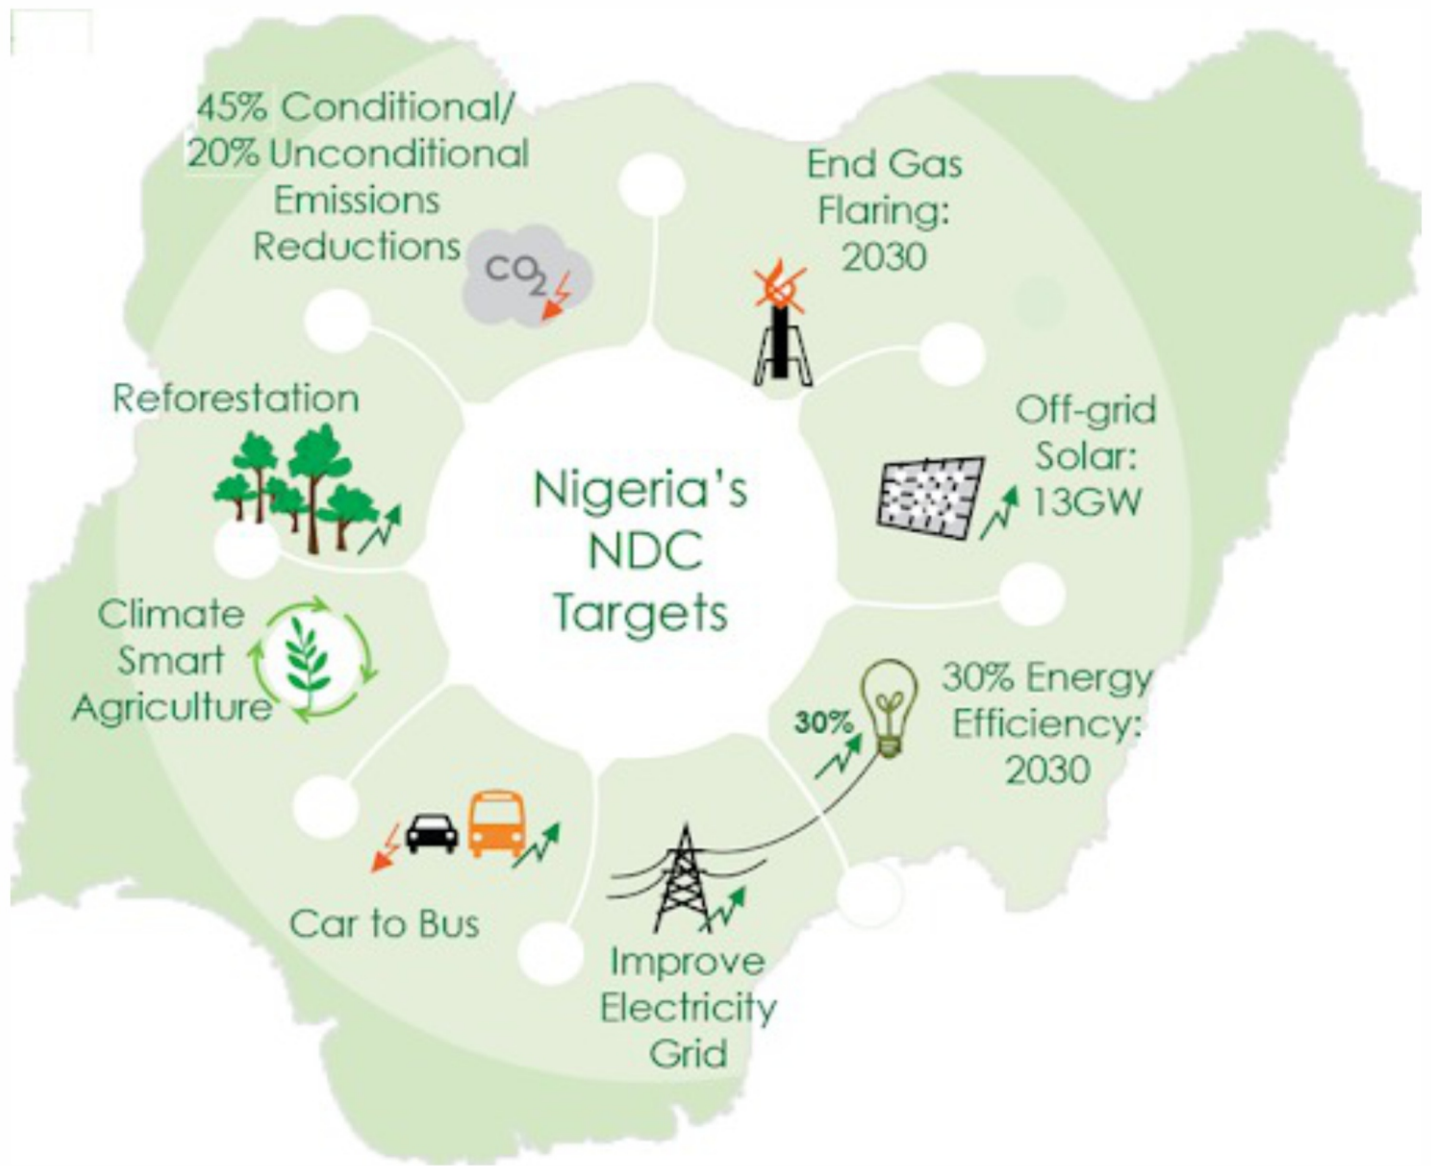 45% Conditional/
20% Unconditional
Emissions
Reductions
CO2
End Gas
Flaring:
2030
Off-grid
Solar:
13GW
30% Energy
Efficiency:
2030
30%
Improve
Electricity
Grid
Car to Bus
Climate
Smart
Agriculture
Reforestation
Nigeria's
NDC
Targets